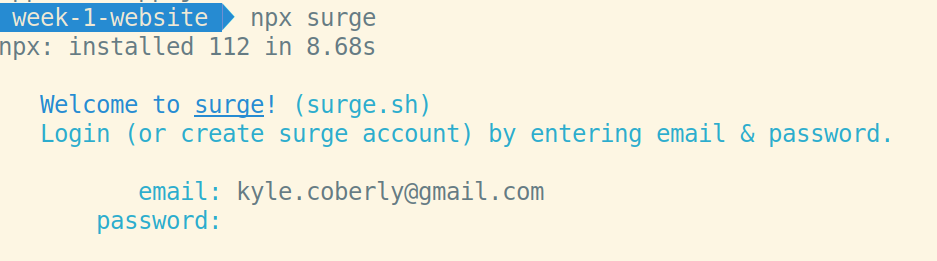 week-1-website npx surge
npx: installed 112 in 8.68s
Welcome to surge! (surge.sh)
Login (or create surge account) by entering email & password.
email: kyle.coberly@gmail.com
password: